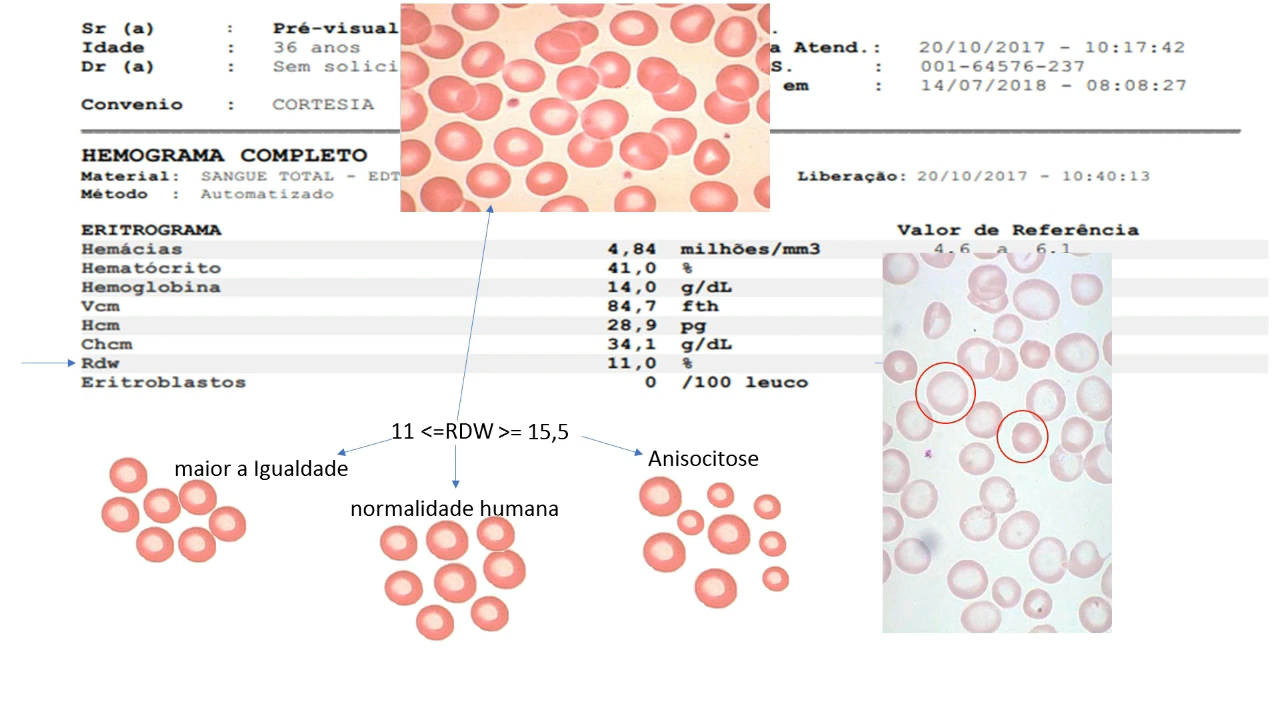 Sr (a) : Pré-visual .
Idade : 36 anos a Atend.: 20/10/2017 - 10:17:42
Dr (a) : Sem solici S. : 001-64576-237
em : 14/07/2018 - 08:08:27
Convenio : CORTESIA
HEMOGRAMA COMPLETO
Material: SANGUE TOTAL - EDT Liberação: 20/10/2017 - 10:40:13
Método : Automatizado
ERITROGRAMA Valor de Referência
Hemácias 4,84 milhões/mm3 4,6 a 6,1
Hematócrito 41,0 %
Hemoglobina 14,0 g/dL
Vcm 84,7 fth
Hcm 28,9 pg
Chcm 34,1 g/dL
Rdw 11,0 %
Eritroblastos 0 /100 leuco
11 <=RDW >= 15,5
maior a Igualdade
Anisocitose
normalidade humana